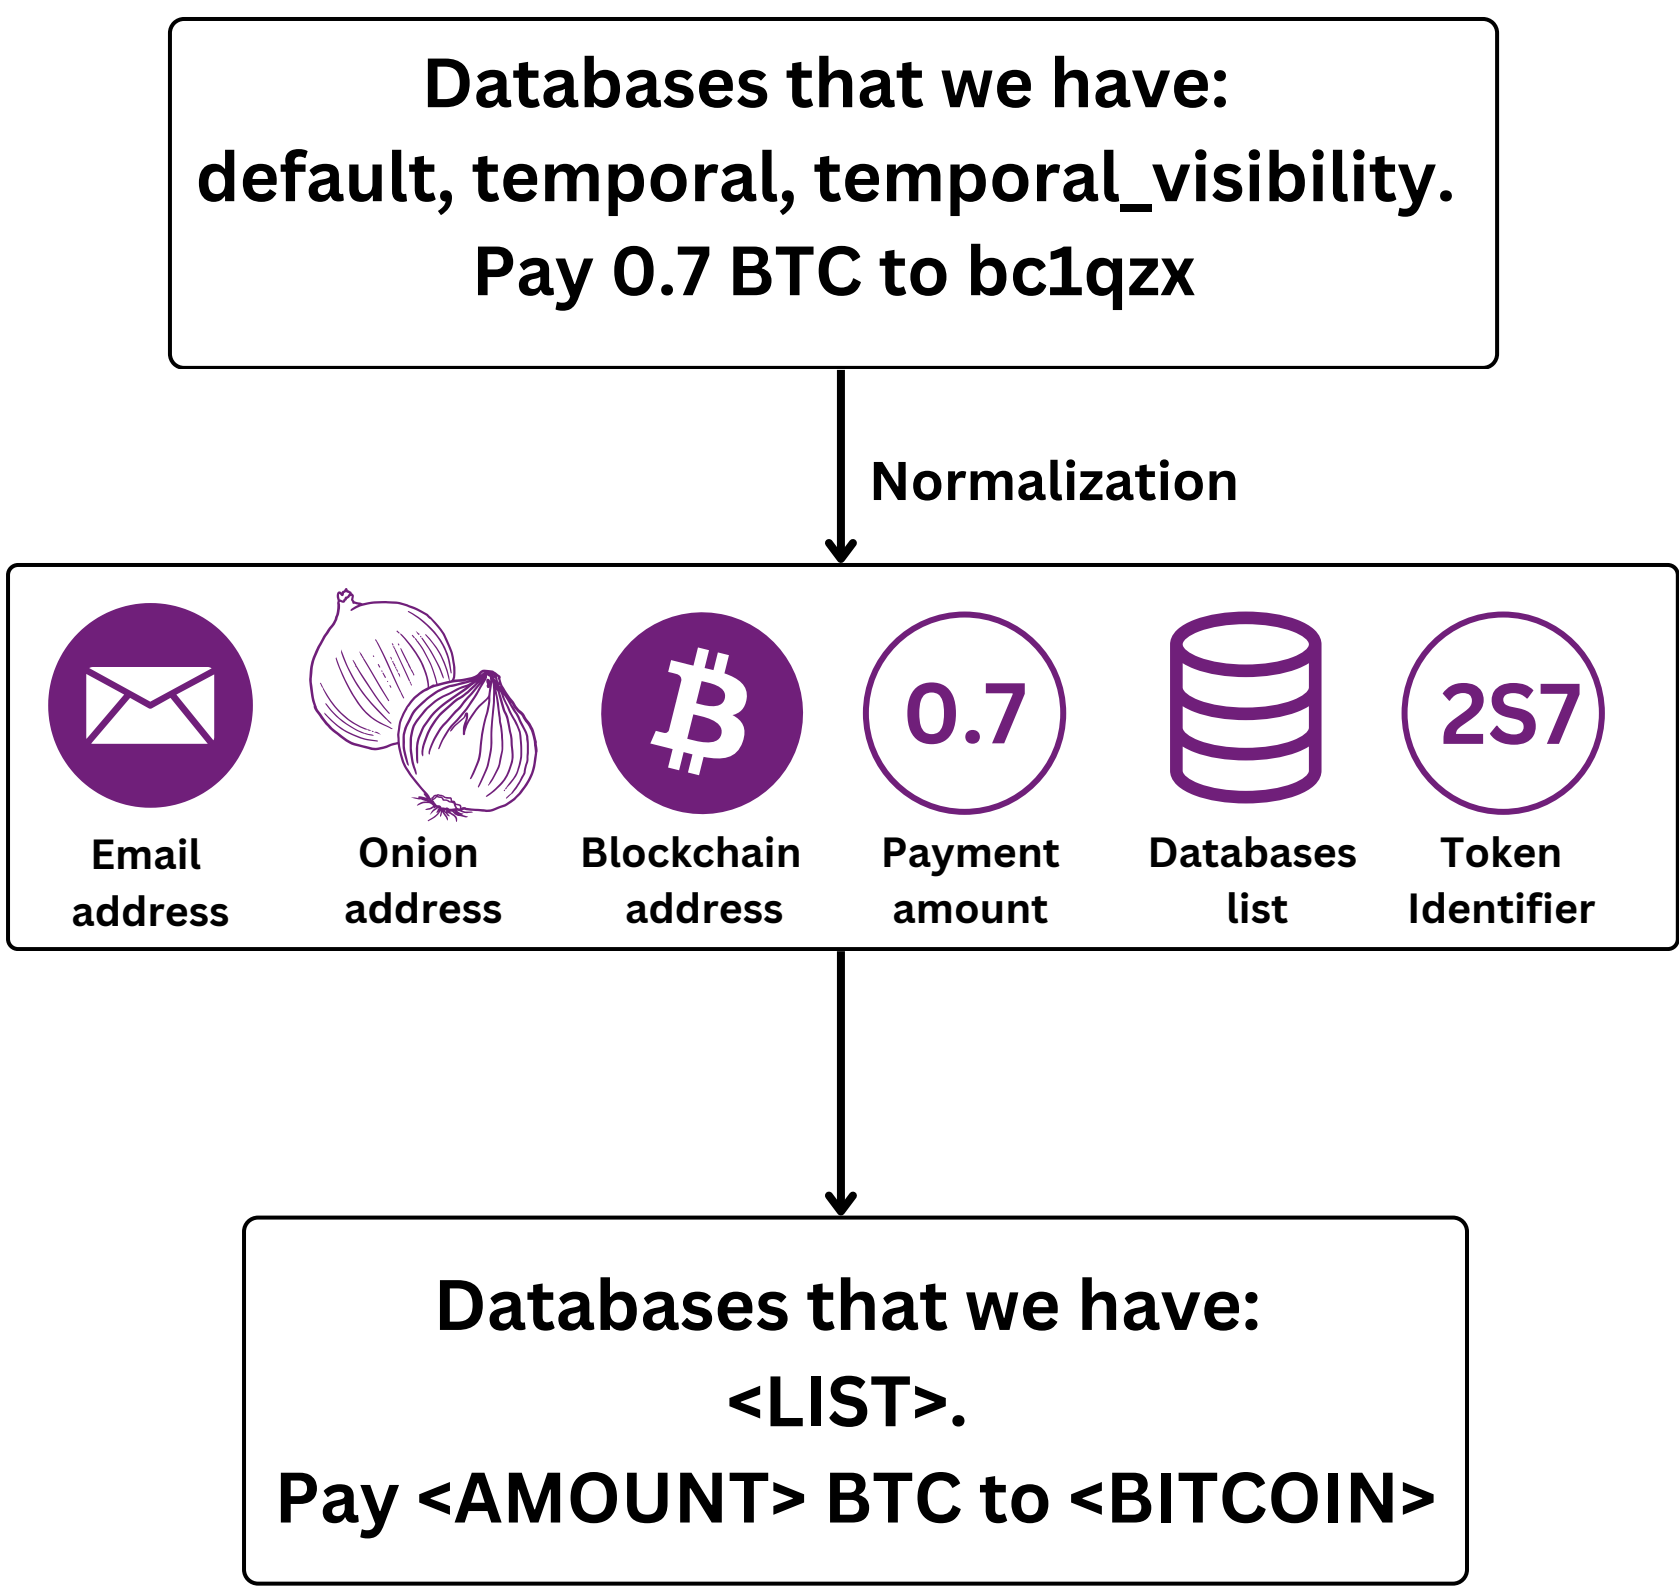 Databases that we have:
default, temporal, temporal_visibility.
Pay 0.7 BTC to bc1qzx
Normalization
0.7
2S7
Email
address
Onion
address
Blockchain
address
Payment
amount
Databases
list
Token
Identifier
Databases that we have:
<LIST>.
Pay <AMOUNT> BTC to <BITCOIN>